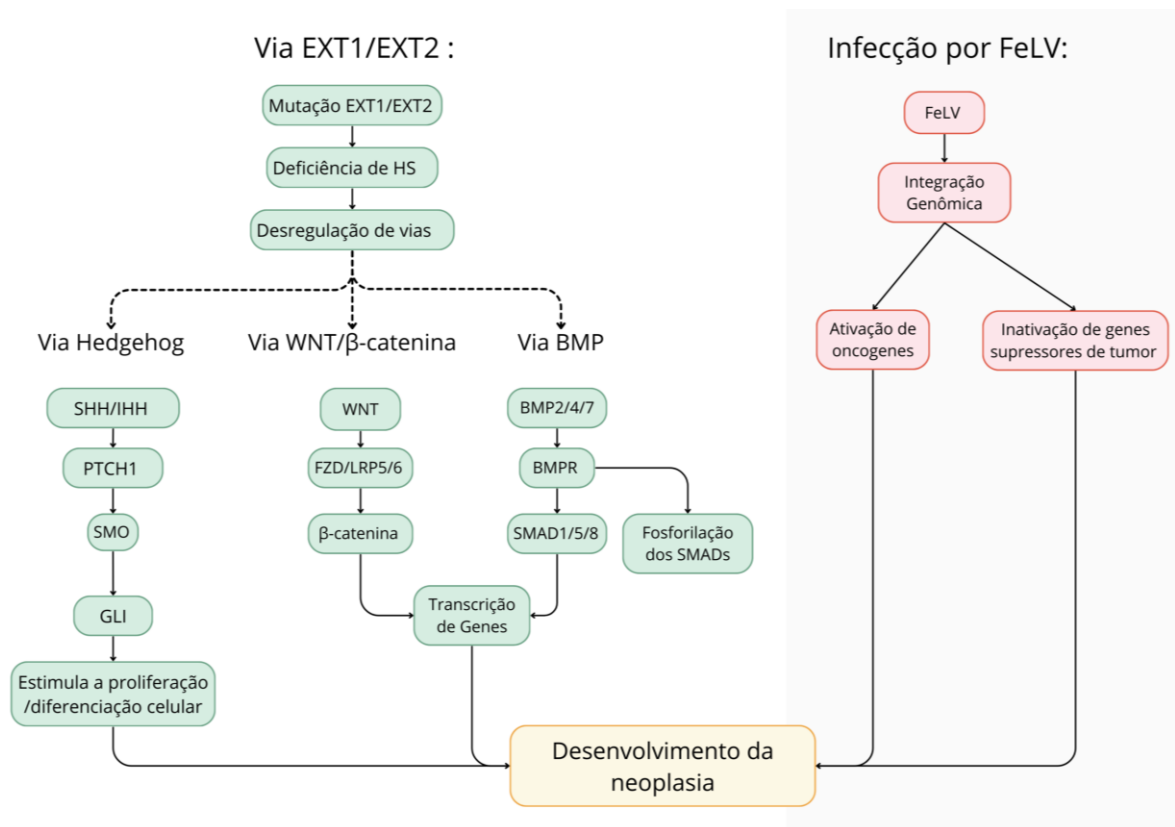 Via EXT1/EXT2 :
Mutação EXT1/EXT2
Deficiência de HS
Desregulação de vias
Via Hedgehog
SHH/IHH
PTCH1
SMO
GLI
Estimula a proliferação
/diferenciação celular
Via WNT/β-catenina
WNT
FZD/LRP5/6
β-catenina
Via BMP
BMP2/4/7
BMPR
SMAD1/5/8
Fosforilação
dos SMADs
Transcrição
de Genes
Infecção por FeLV:
FeLV
Integração
Genômica
Ativação de
oncogenes
Inativação de genes
supressores de tumor
Desenvolvimento da
neoplasia